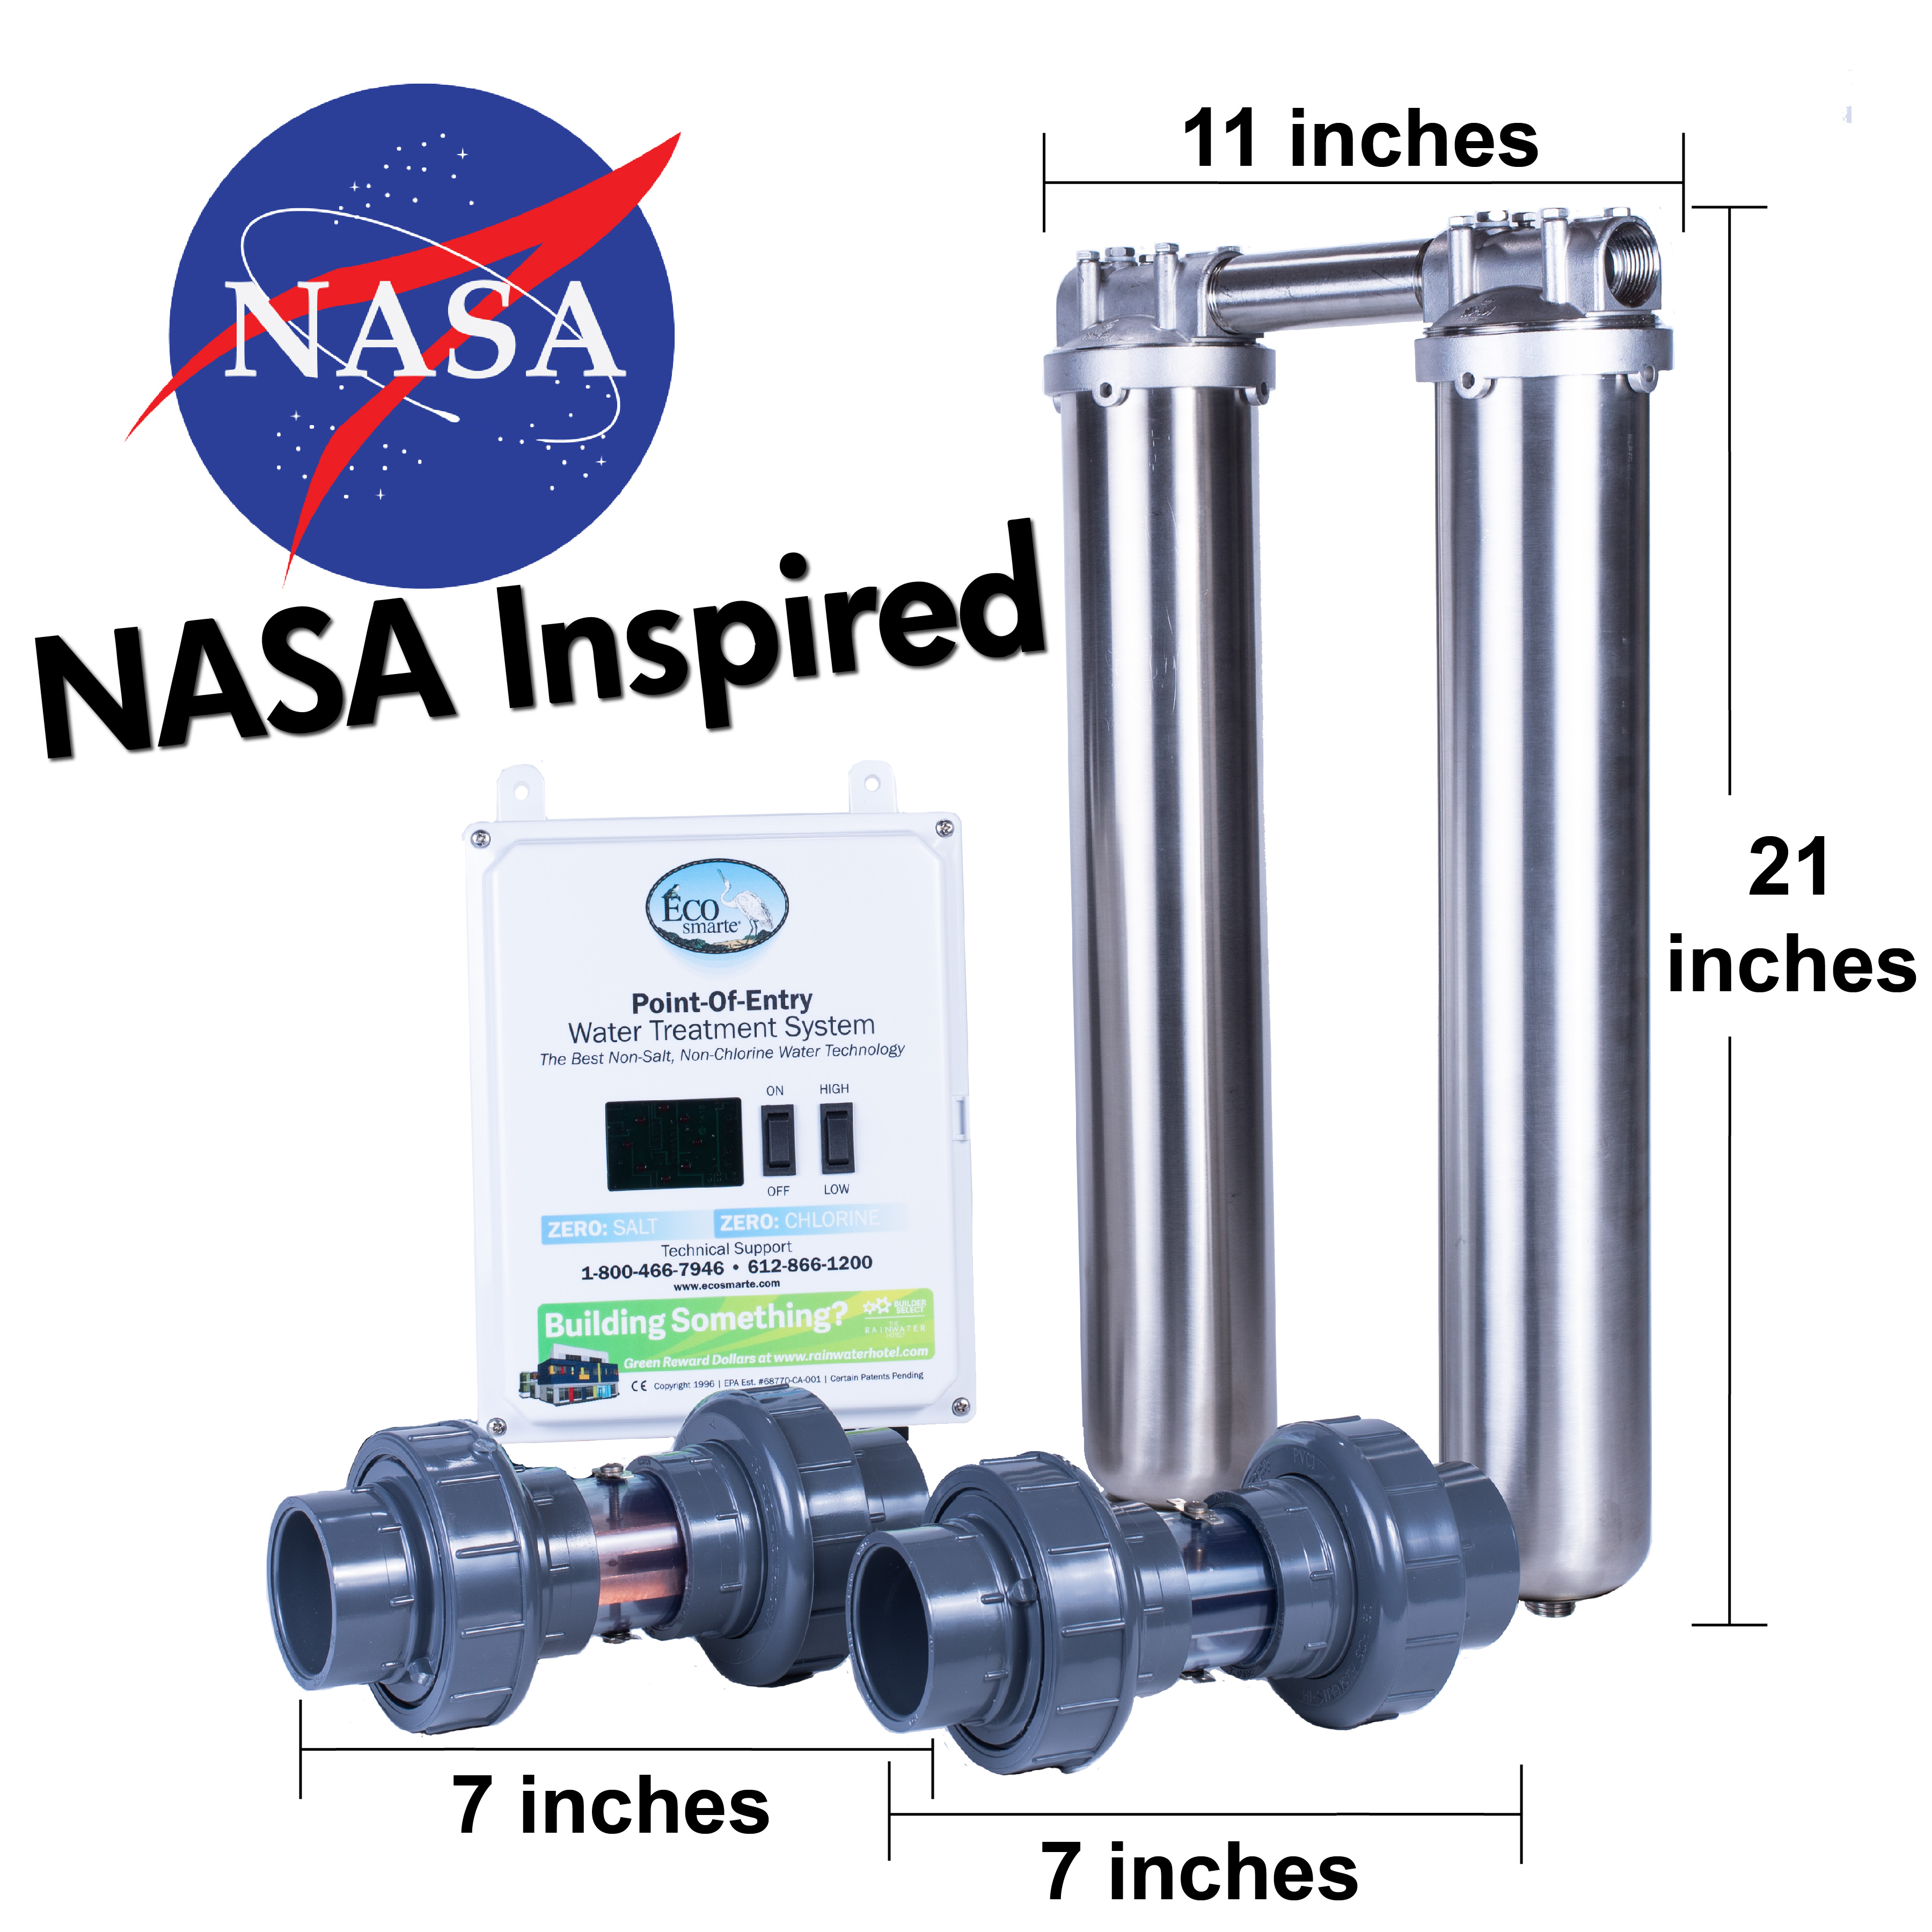 11 inches
NASA
NASA Inspired
21
inches
Eco
smarte
Point-Of-Entry
Water Treatment System
The Best Non-Salt, Non-Chlorine Water Technology
ON HIGH
OFF LOW
ZERO: SALT ZERO: CHLORINE
Technical Support
1-800-466-7946 • 612-866-1200
www.ecosmarte.com
Building Something?
BUILDER
SELECT
RAINWATER
Green Reward Dollars at www.rainwaterhotel.com
CE Copyright 1996 | EPA Est. #68770-CA-001 | Certain Patents Pending
7 inches
7 inches